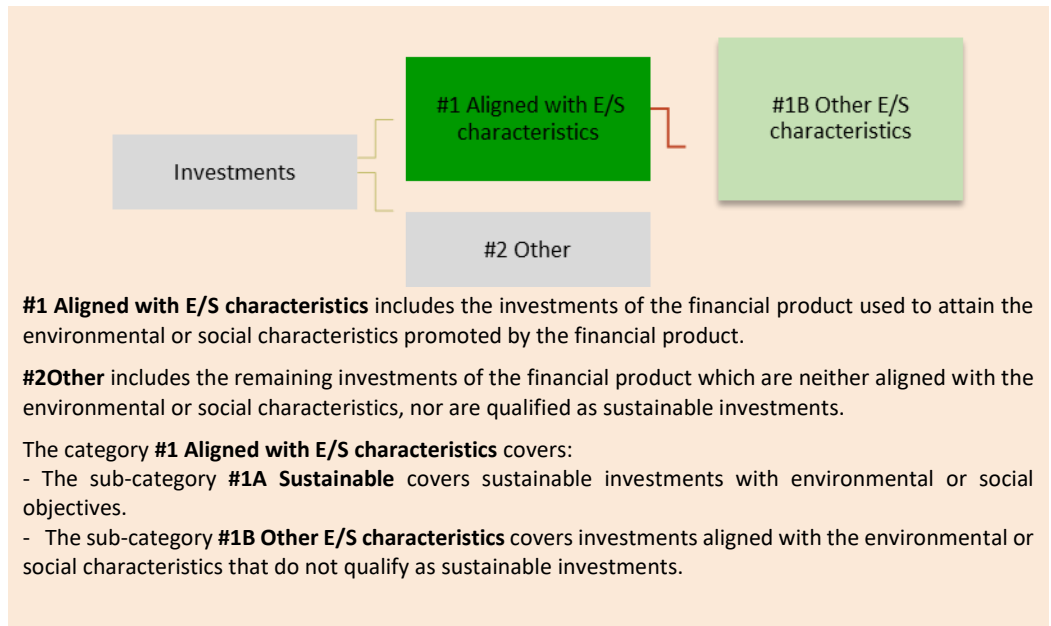 #1 Aligned with E/S
characteristics
#1B Other E/S
characteristics
Investments
#2 Other
#1 Aligned with E/S characteristics includes the investments of the financial product used to attain the
environmental or social characteristics promoted by the financial product.
#2Other includes the remaining investments of the financial product which are neither aligned with the
environmental or social characteristics, nor are qualified as sustainable investments.
The category #1 Aligned with E/S characteristics covers:
- The sub-category #1A Sustainable covers sustainable investments with environmental or social
objectives.
- The sub-category #1B Other E/S characteristics covers investments aligned with the environmental or
social characteristics that do not qualify as sustainable investments.